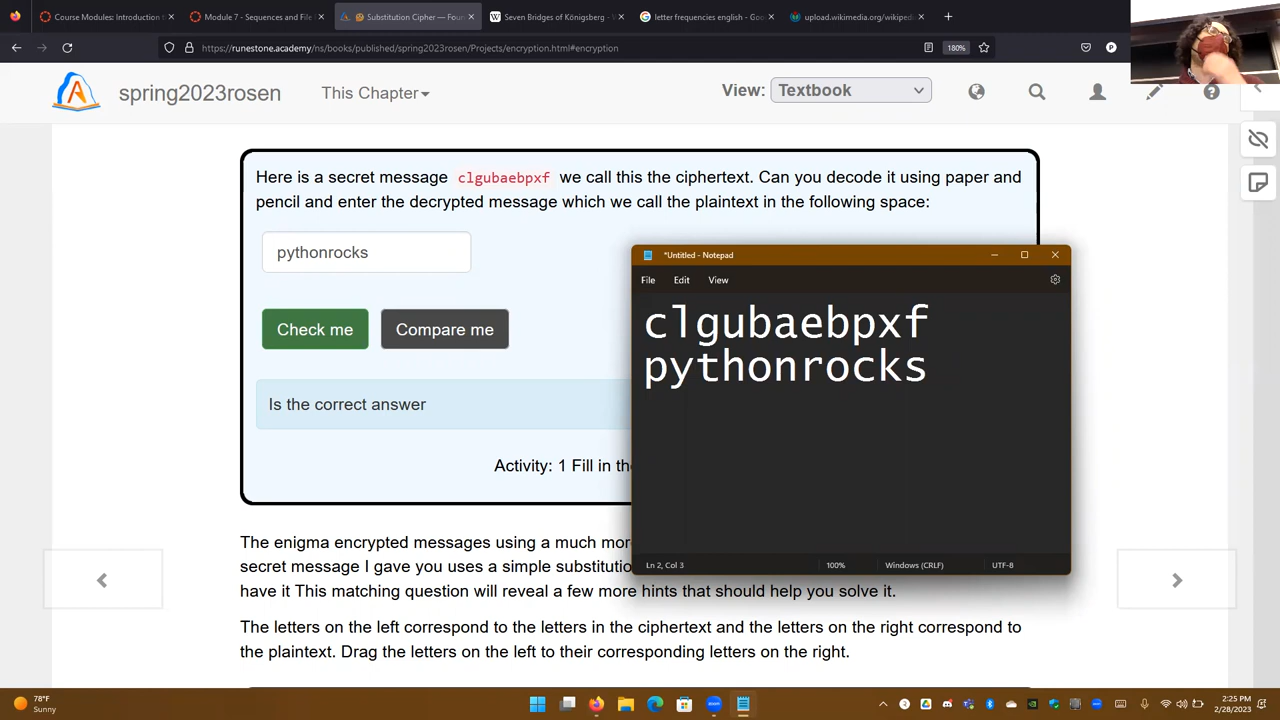 Course Modules: Introduction t
Module 7 - Sequences and File
Substitution Cipher — Foun
Seven Bridges of Königsberg - W
letter frequencies english - Goo
upload.wikimedia.org/wikiped
https://runestone.academy/ns/books/published/spring2023rosen/Projects/encryption.html#encryption
180%
P
spring2023rosen
This Chapter
View:
Textbook
Here is a secret message clgubaebpxf we call this the ciphertext. Can you decode it using paper and
pencil and enter the decrypted message which we call the plaintext in the following space:
pythonrocks
Check me
Compare me
Is the correct answer
Activity: 1 Fill in the
*Untitled - Notepad
File
Edit
View
clgubaebpxf
pythonrocks
Ln 2, Col 3
100%
Windows (CRLF)
UTF-8
The enigma encrypted messages using a much mor
secret message I gave you uses a simple substitutio
have it This matching question will reveal a few more hints that should help you solve it.
The letters on the left correspond to the letters in the ciphertext and the letters on the right correspond to
the plaintext. Drag the letters on the left to their corresponding letters on the right.
78°F
Sunny
2:25 PM
2/28/2023